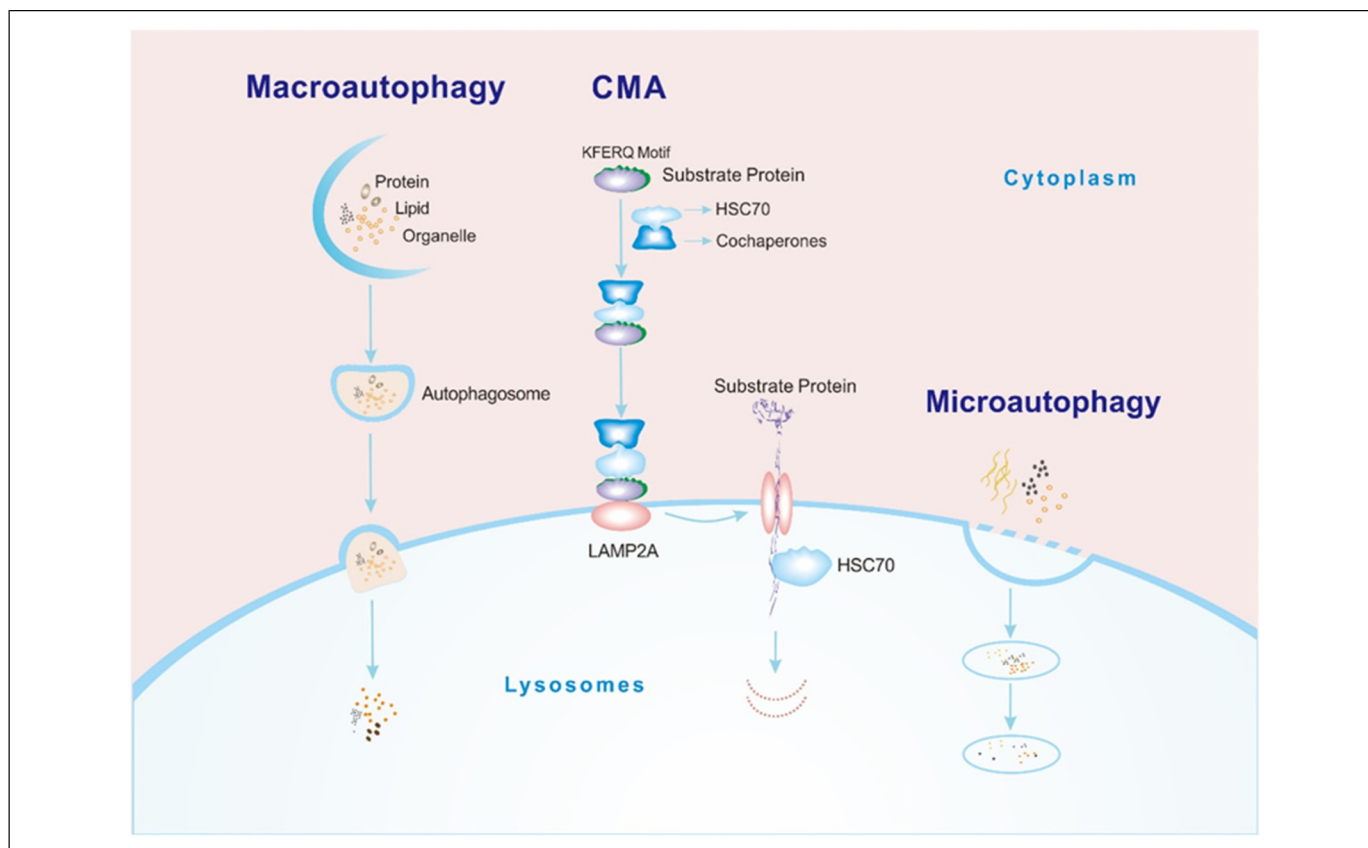 Macroautophagy
CMA
KFERQ Motif
Substrate Protein
Protein
Lipid
Organelle
HSC70
Cochaperones
Cytoplasm
Autophagosome
Substrate Protein
Microautophagy
LAMP2A
HSC70
Lysosomes